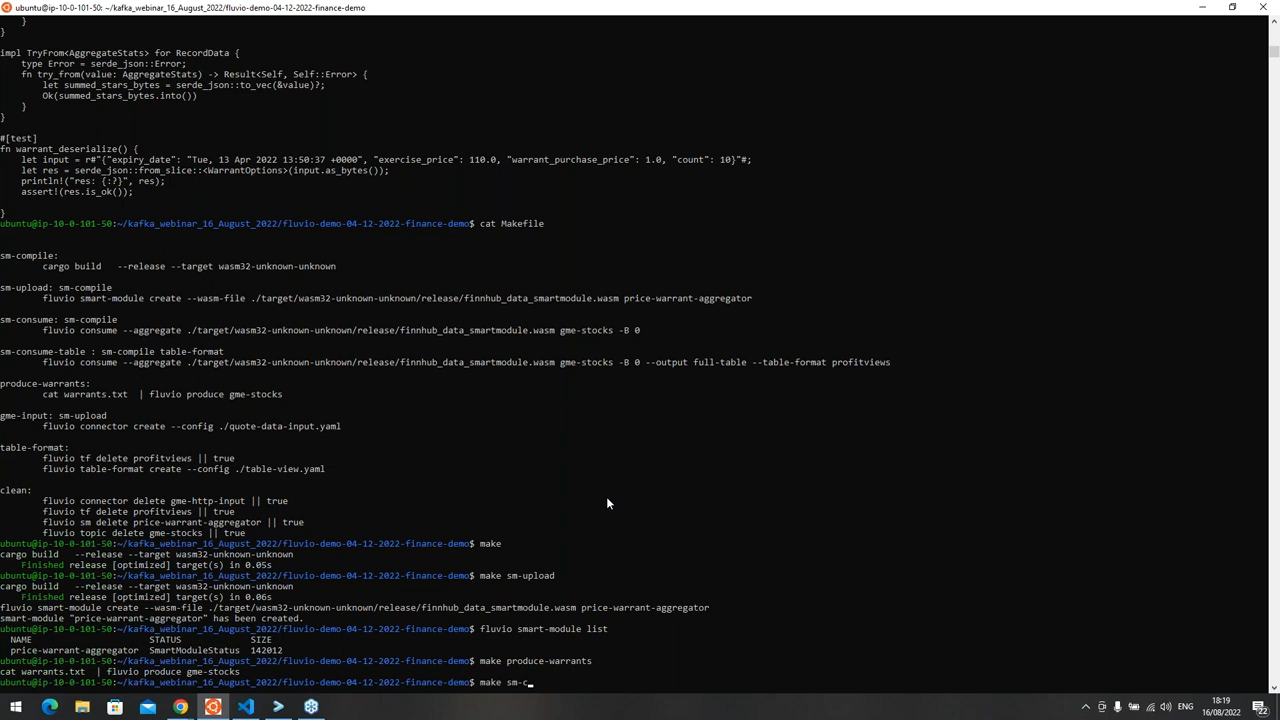 ubuntu@ip-10-0-101-50: ~/kafka_webinar_16_August_2022/fluvio-demo-04-12-2022-finance-demo
    }
}
impl TryFrom<AggregateStats> for RecordData {
    type Error = serde_json::Error;
    fn try_from(value: AggregateStats) -> Result<Self, Self::Error> {
        let summed_stars_bytes = serde_json::to_vec(&value)?;
        Ok(summed_stars_bytes.into())
    }
}
#[test]
fn warrant_deserialize() {
    let input = r#"{"expiry_date": "Tue, 13 Apr 2022 13:50:37 +0000", "exercise_price": 110.0, "warrant_purchase_price": 1.0, "count": 10}"#;
    let res = serde_json::from_slice::<WarrantOptions>(input.as_bytes());
    println!("res: {:?}", res);
    assert!(res.is_ok());
}
ubuntu@ip-10-0-101-50:~/kafka_webinar_16_August_2022/fluvio-demo-04-12-2022-finance-demo$ cat Makefile
sm-compile:
        cargo build   --release --target wasm32-unknown-unknown
sm-upload: sm-compile
        fluvio smart-module create --wasm-file ./target/wasm32-unknown-unknown/release/finnhub_data_smartmodule.wasm price-warrant-aggregator
sm-consume: sm-compile
        fluvio consume --aggregate ./target/wasm32-unknown-unknown/release/finnhub_data_smartmodule.wasm gme-stocks -B 0
sm-consume-table : sm-compile table-format
        fluvio consume --aggregate ./target/wasm32-unknown-unknown/release/finnhub_data_smartmodule.wasm gme-stocks -B 0 --output full-table --table-format profitviews
produce-warrants:
        cat warrants.txt  | fluvio produce gme-stocks
gme-input: sm-upload
        fluvio connector create --config ./quote-data-input.yaml
table-format:
        fluvio tf delete profitviews || true
        fluvio table-format create --config ./table-view.yaml
clean:
        fluvio connector delete gme-http-input || true
        fluvio tf delete profitviews || true
        fluvio sm delete price-warrant-aggregator || true
        fluvio topic delete gme-stocks || true
ubuntu@ip-10-0-101-50:~/kafka_webinar_16_August_2022/fluvio-demo-04-12-2022-finance-demo$ make
cargo build   --release --target wasm32-unknown-unknown
    Finished release [optimized] target(s) in 0.05s
ubuntu@ip-10-0-101-50:~/kafka_webinar_16_August_2022/fluvio-demo-04-12-2022-finance-demo$ make sm-upload
cargo build   --release --target wasm32-unknown-unknown
    Finished release [optimized] target(s) in 0.06s
fluvio smart-module create --wasm-file ./target/wasm32-unknown-unknown/release/finnhub_data_smartmodule.wasm price-warrant-aggregator
smart-module "price-warrant-aggregator" has been created.
ubuntu@ip-10-0-101-50:~/kafka_webinar_16_August_2022/fluvio-demo-04-12-2022-finance-demo$ fluvio smart-module list
  NAME                      STATUS             SIZE
  price-warrant-aggregator  SmartModuleStatus  142012
ubuntu@ip-10-0-101-50:~/kafka_webinar_16_August_2022/fluvio-demo-04-12-2022-finance-demo$ make produce-warrants
cat warrants.txt  | fluvio produce gme-stocks
ubuntu@ip-10-0-101-50:~/kafka_webinar_16_August_2022/fluvio-demo-04-12-2022-finance-demo$ make sm-c
ENG
18:19
16/08/2022
22